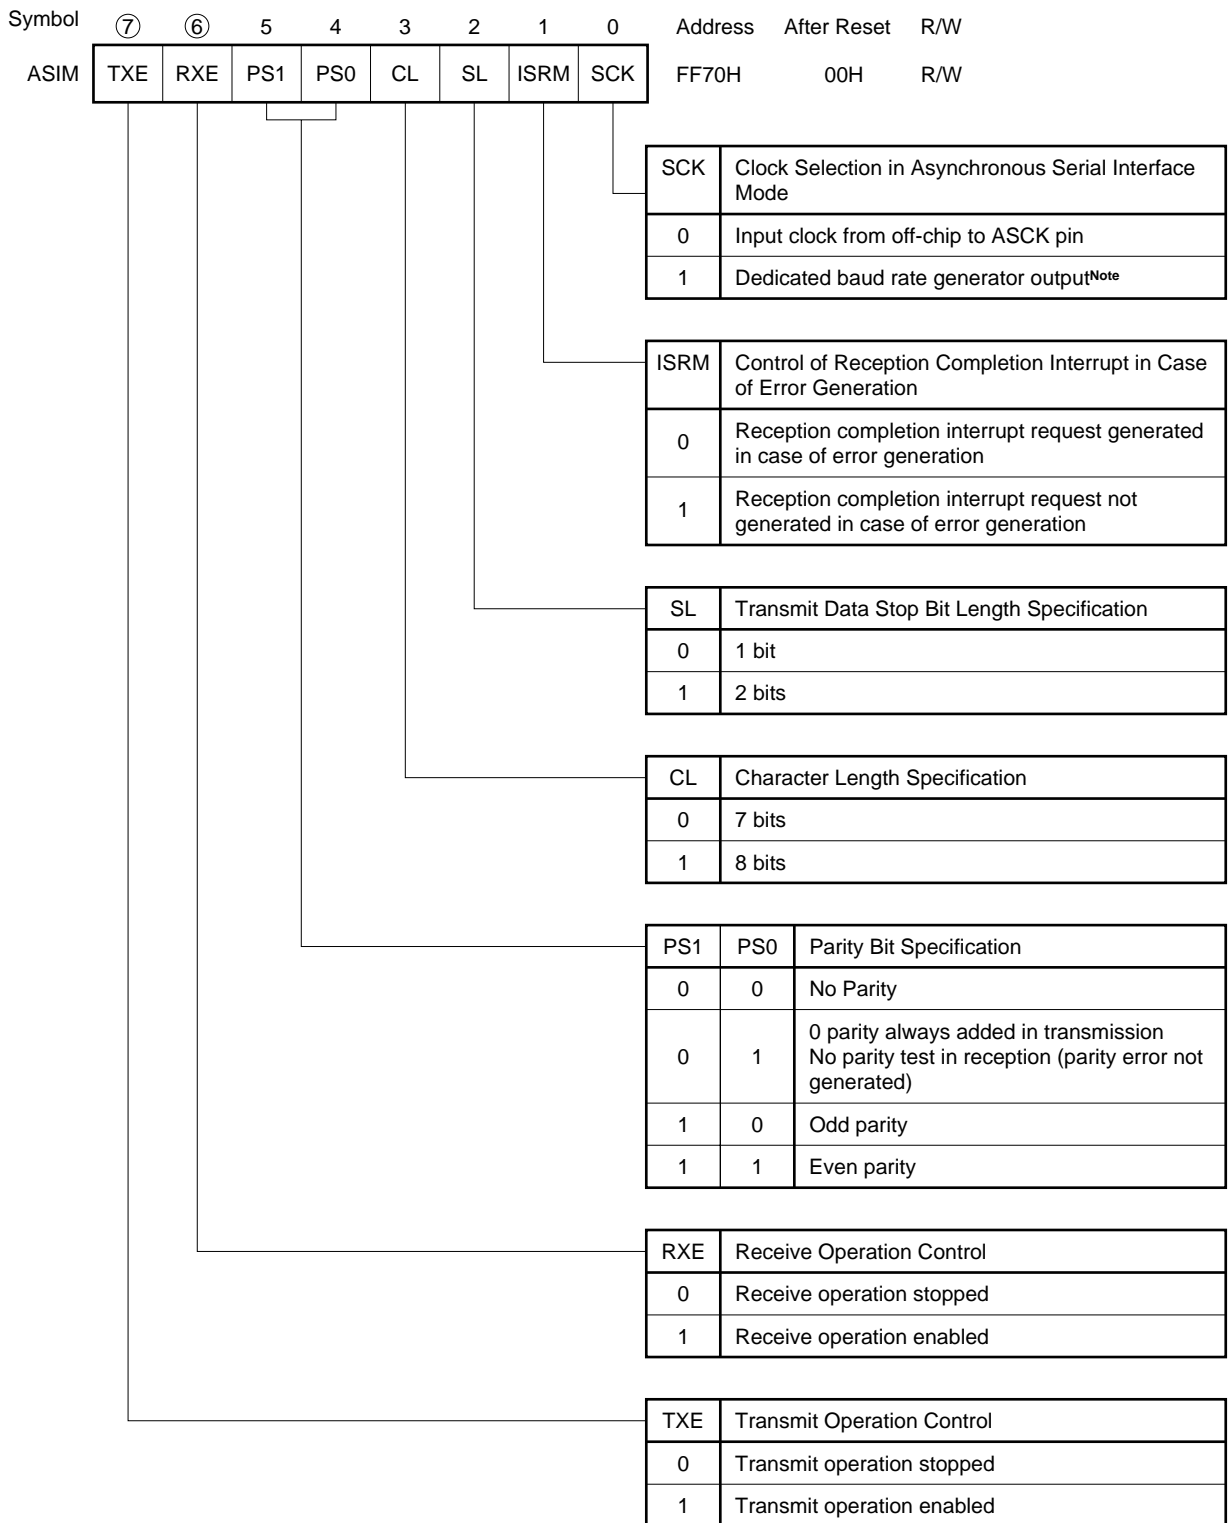 Symbol ⑦ ⑥ 5 4 3 2 1 0 Address After Reset R/W
ASIM TXE RXE PS1 PS0 CL SL ISRM SCK FF70H 00H R/W
SCK Clock Selection in Asynchronous Serial Interface
Mode
0 Input clock from off-chip to ASCK pin
1 Dedicated baud rate generator outputNote
ISRM Control of Reception Completion Interrupt in Case
of Error Generation
0 Reception completion interrupt request generated
in case of error generation
1 Reception completion interrupt request not
generated in case of error generation
SL Transmit Data Stop Bit Length Specification
0 1 bit
1 2 bits
CL Character Length Specification
0 7 bits
1 8 bits
PS1 PS0 Parity Bit Specification
0 0 No Parity
0 1 0 parity always added in transmission
No parity test in reception (parity error not
generated)
1 0 Odd parity
1 1 Even parity
RXE Receive Operation Control
0 Receive operation stopped
1 Receive operation enabled
TXE Transmit Operation Control
0 Transmit operation stopped
1 Transmit operation enabled